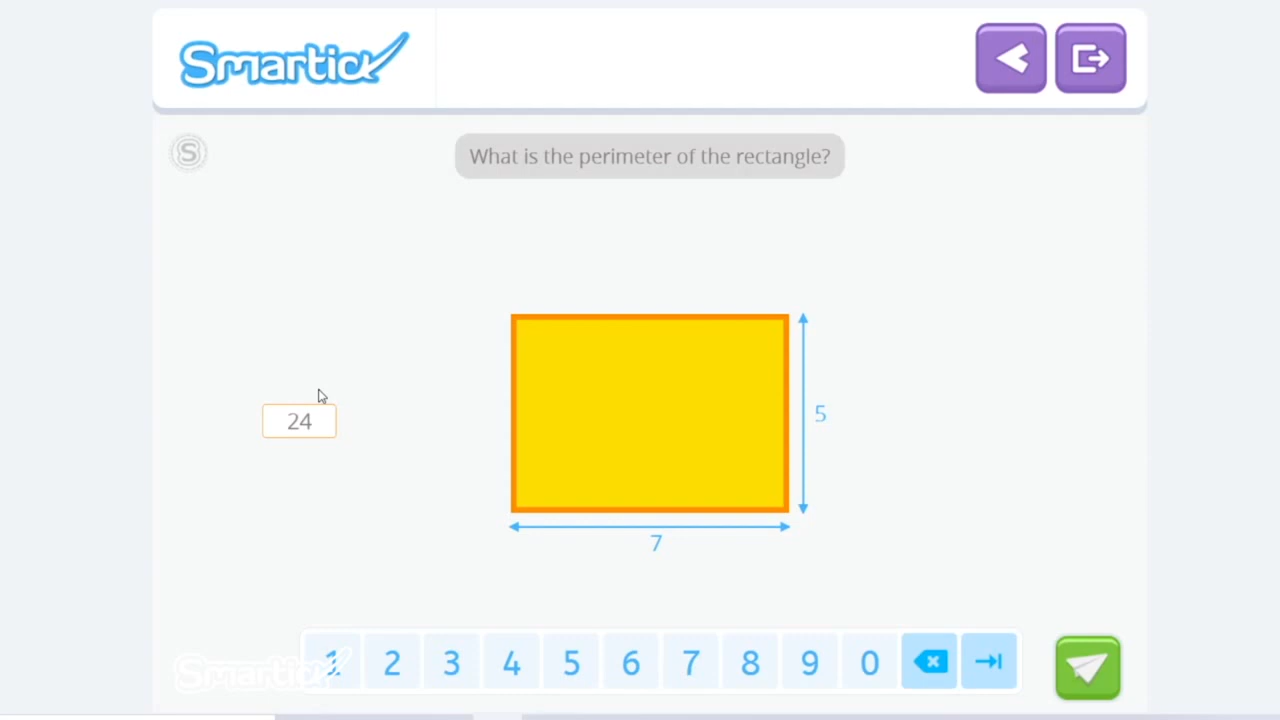 Smartick
S
What is the perimeter of the rectangle?
24
5
7
1 2 3 4 5 6 7 8 9 0
Smartick